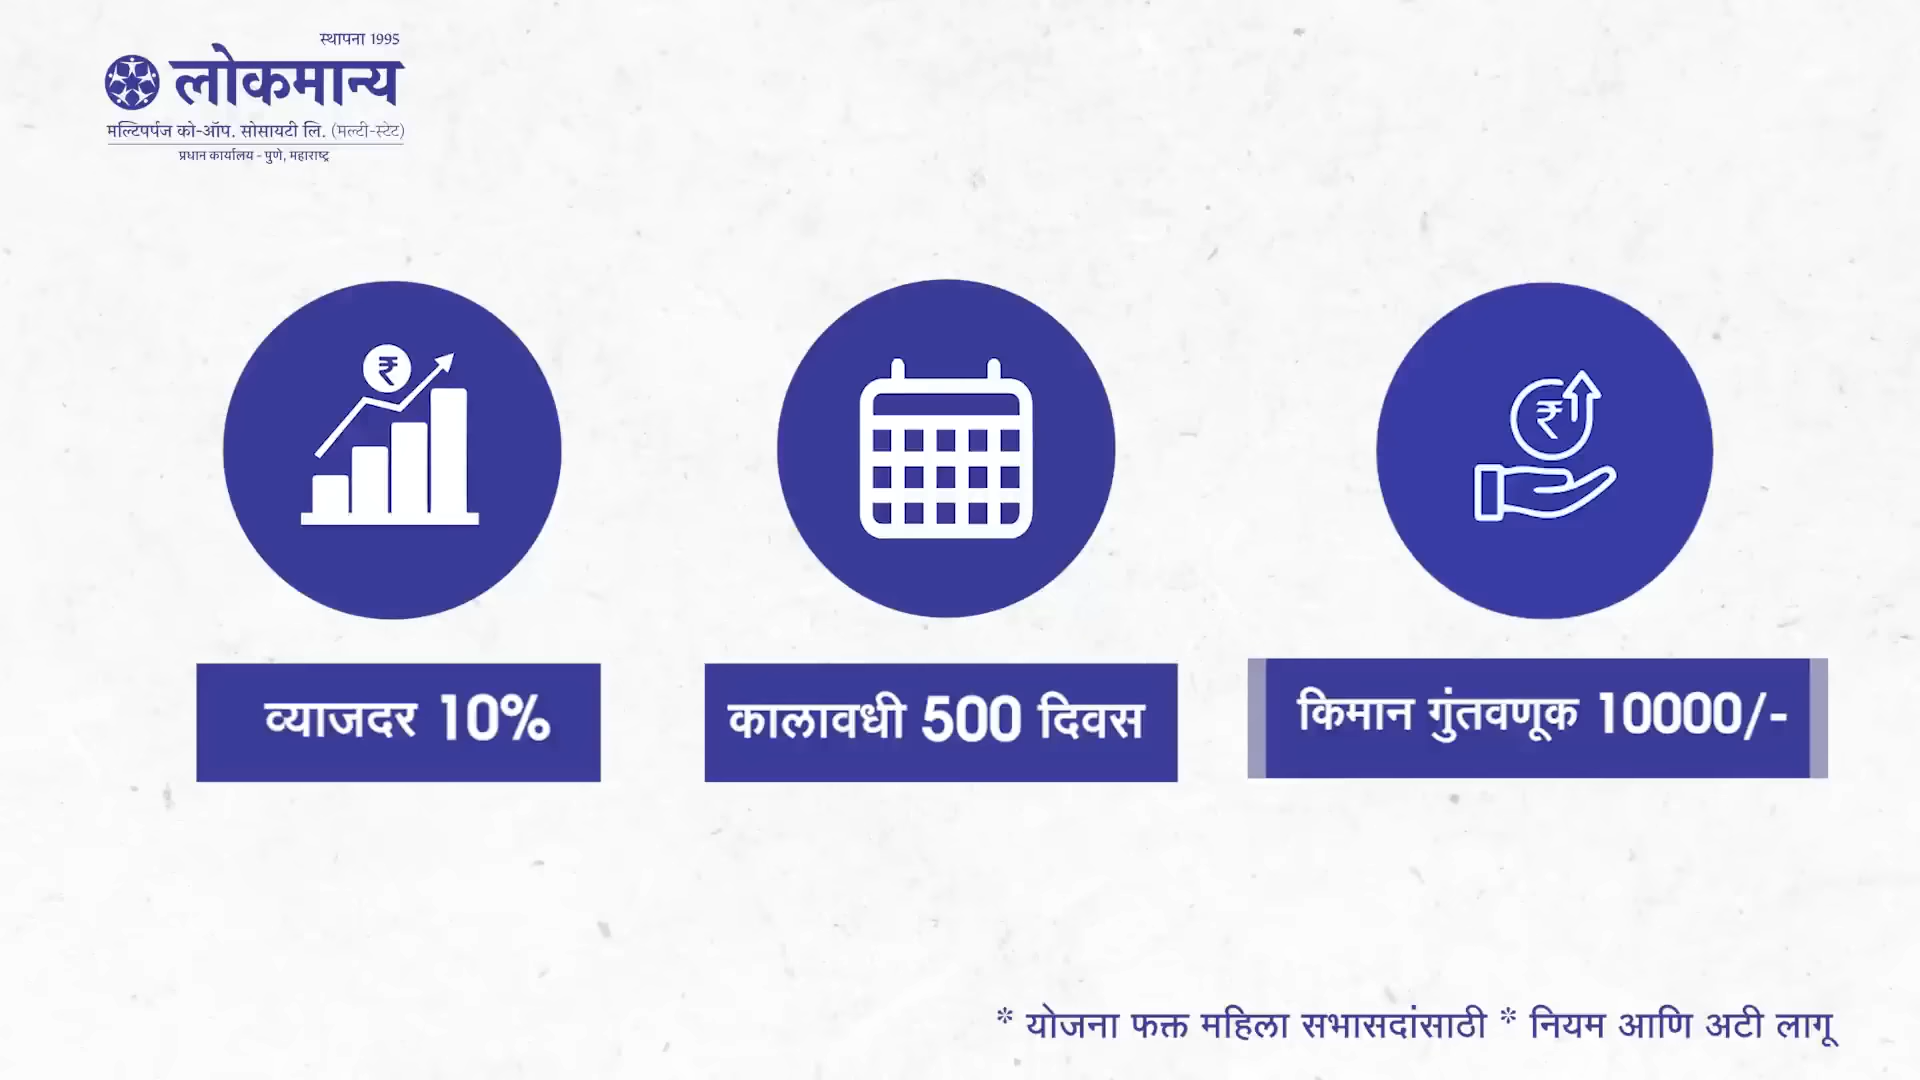 स्थापना 1995
लोकमान्य
मल्टिपर्पज को-ऑप. सोसायटी लि. (मल्टी-स्टेट)
प्रधान कार्यालय - पुणे, महाराष्ट्र
₹
₹
व्याजदर 10%
कालावधी 500 दिवस
किमान गुंतवणूक 10000/-
* योजना फक्त महिला सभासदांसाठी * नियम आणि अटी लागू